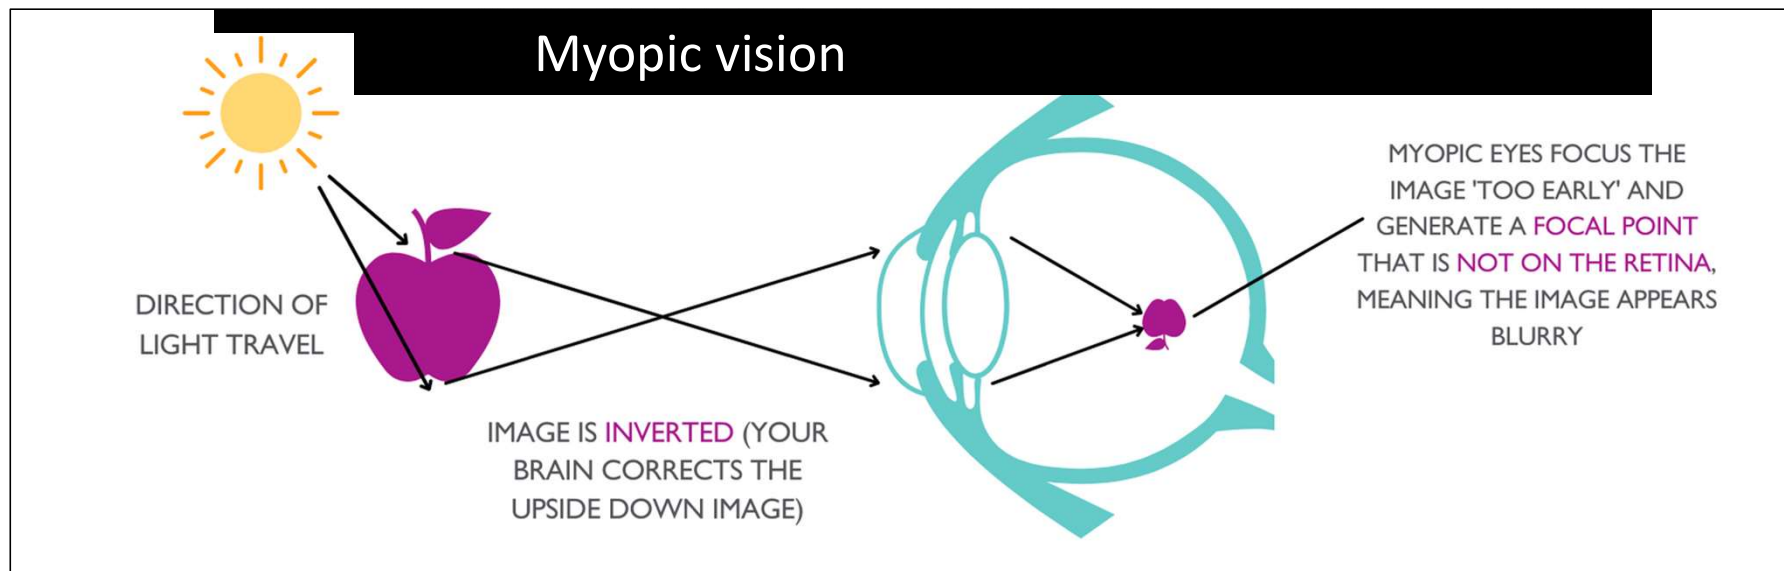 Myopic vision
DIRECTION OF
LIGHT TRAVEL
IMAGE IS INVERTED (YOUR
BRAIN CORRECTS THE
UPSIDE DOWN IMAGE)
MYOPIC EYES FOCUS THE
IMAGE 'TOO EARLY' AND
GENERATE A FOCAL POINT
THAT IS NOT ON THE RETINA,
MEANING THE IMAGE APPEARS
BLURRY